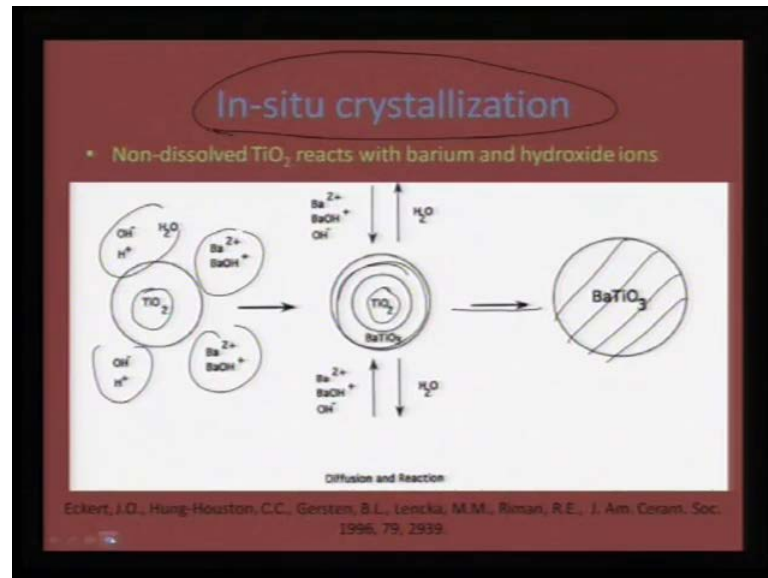 In-situ crystallization
• Non-dissolved TiO₂ reacts with barium and hydroxide ions
OH⁻ H₂O
H⁺
Ba²⁺
BaOH⁺
TiO₂
OH⁻
H⁺
Ba²⁺
BaOH⁺
Ba²⁺
BaOH⁺
OH⁻
H₂O
TiO₂
BaTiO₃
Ba²⁺
BaOH⁺
OH⁻
H₂O
BaTiO₃
Diffusion and Reaction
Eckert, J.O., Hung-Houston, C.C., Gersten, B.L., Lencka, M.M., Riman, R.E., J. Am. Ceram. Soc.
1996, 79, 2939.